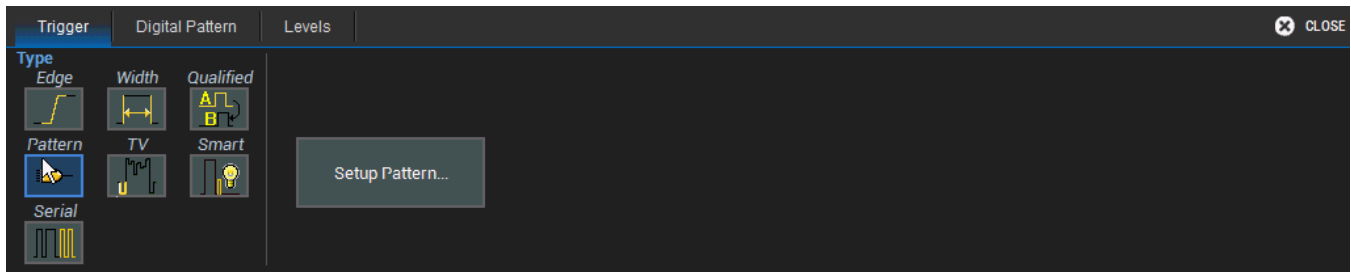 Trigger Digital Pattern Levels CLOSE
Type
Edge Width Qualified
A
B
Pattern TV Smart
U
Setup Pattern...
Serial